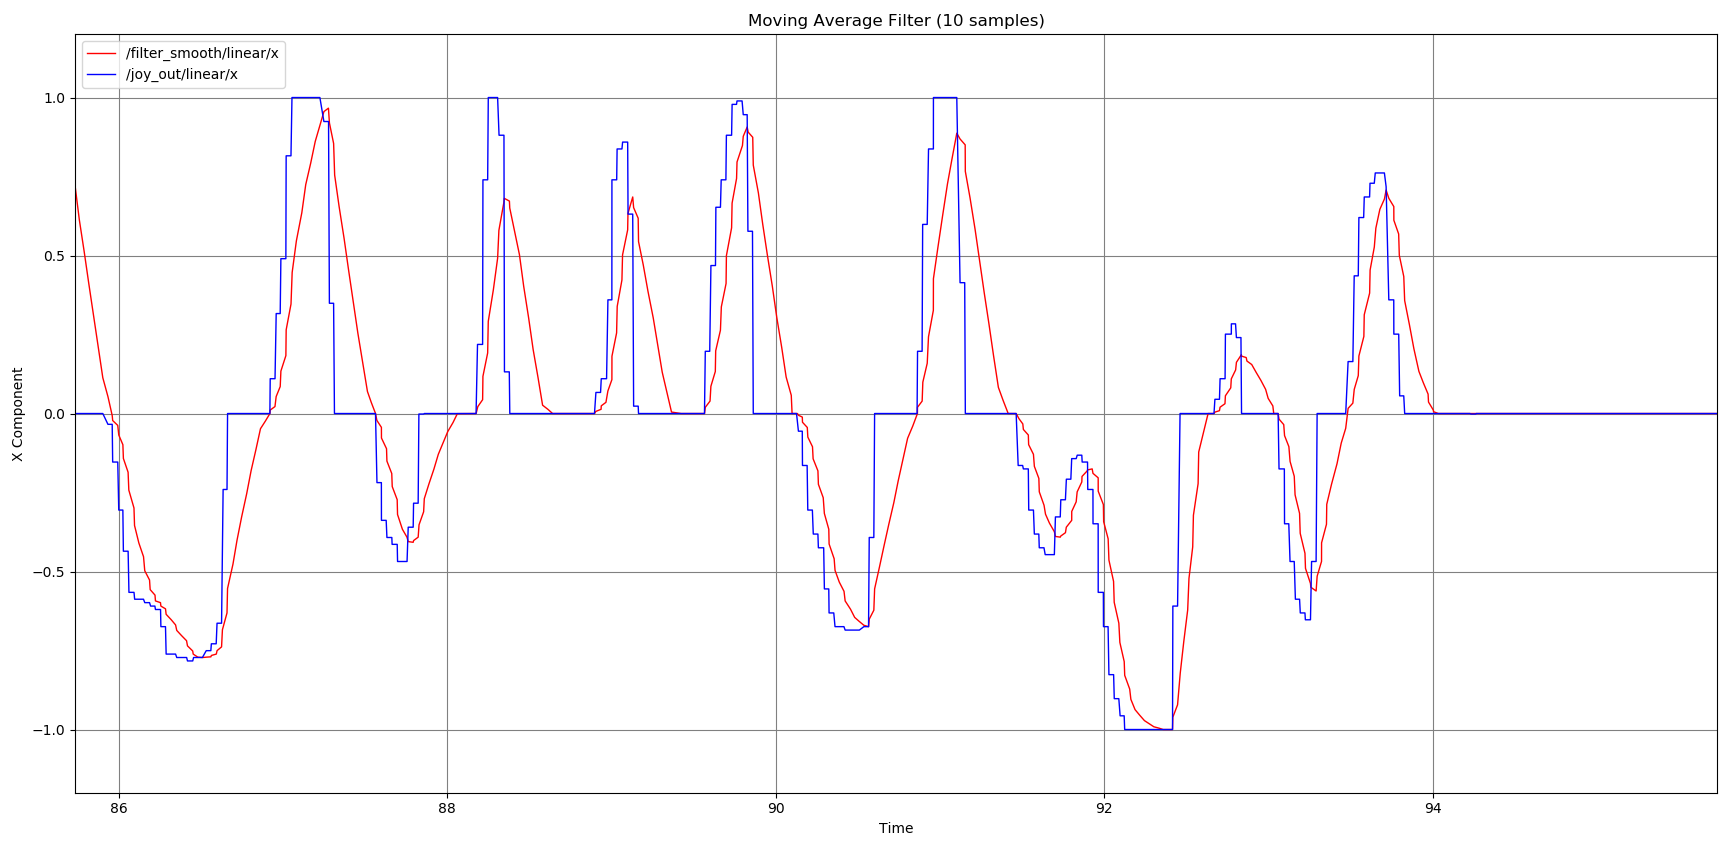 Moving Average Filter (10 samples)
/filter_smooth/linear/x
/joy_out/linear/x
1.0
0.5
0.0
−0.5
−1.0
X Component
86
88
90
92
94
Time